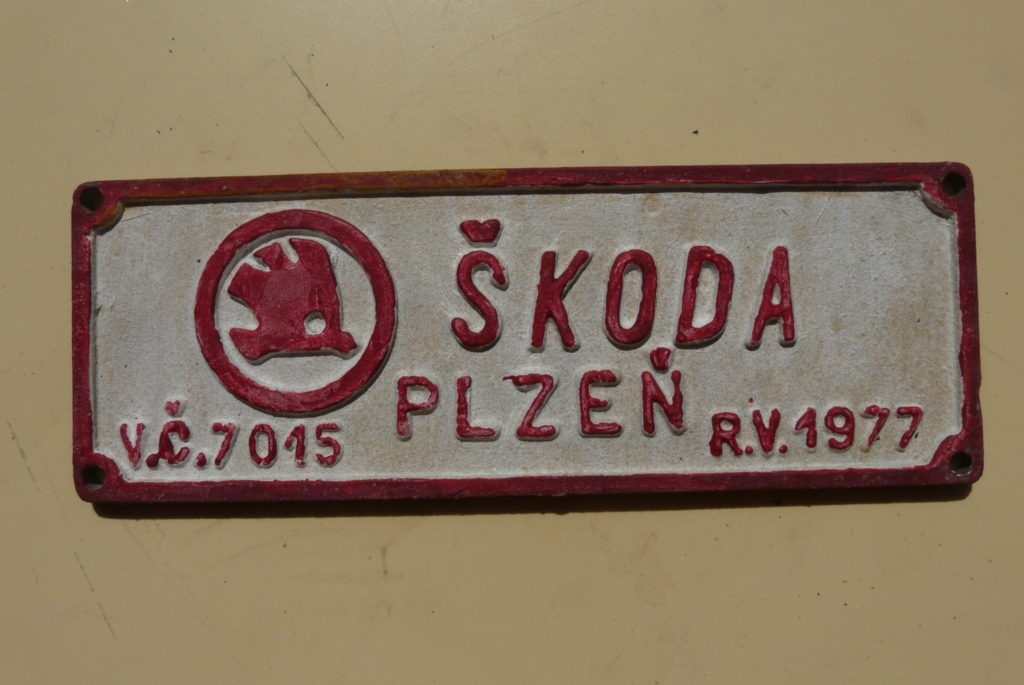 ŠKODA
PLZEŇ
V.Č.7015
R.V.1977